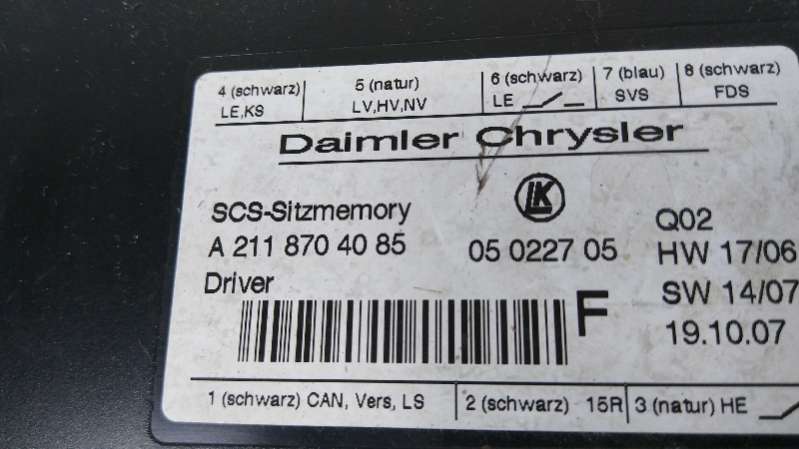 4 (schwarz) 5 (natur) 6 (schwarz) 7 (blau) 8 (schwarz)
LE,KS LV,HV,NV LE SVS FDS
Daimler Chrysler
LK
SCS-Sitzmemory Q02
A 211 870 40 85 05 0227 05 HW 17/06
Driver SW 14/07
F 19.10.07
1 (schwarz) CAN, Vers, LS 2 (schwarz) 15R 3 (natur) HE